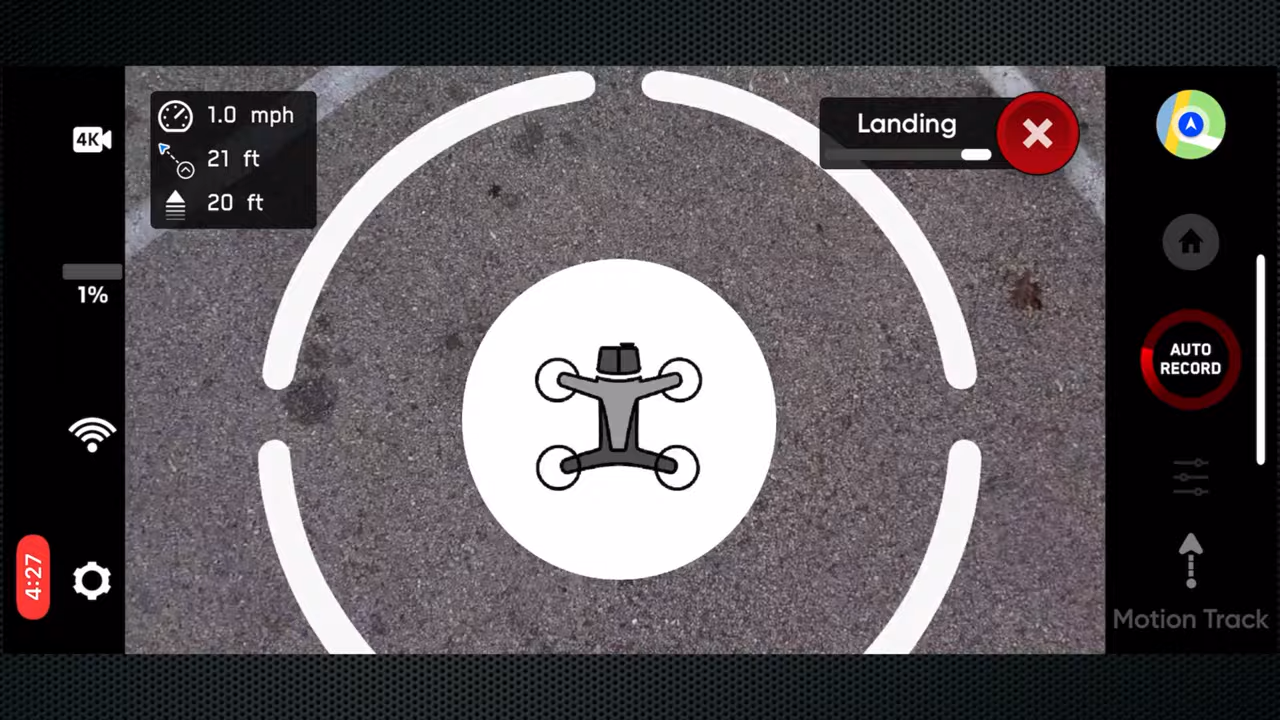 4K
1.0 mph
21 ft
20 ft
Landing
1%
AUTO
RECORD
4:27
Motion Track